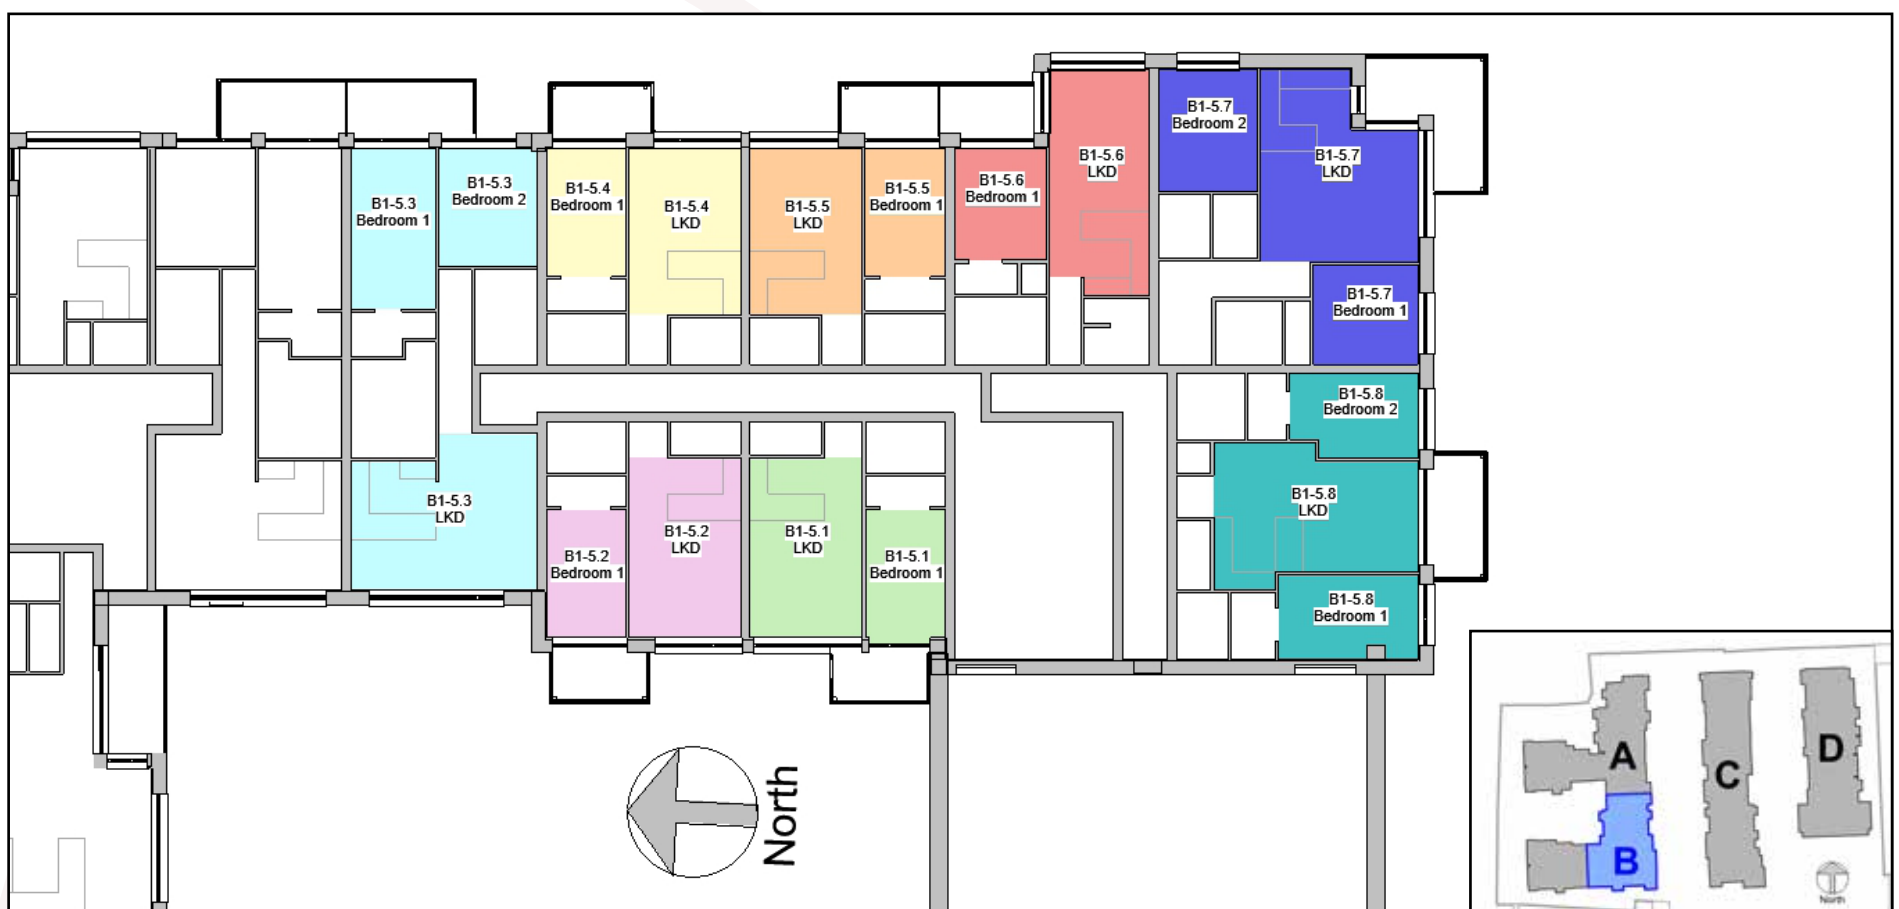 B1-5.7
Bedroom 2
B1-5.7
LKD
B1-5.6
LKD
B1-5.3
Bedroom 2
B1-5.3
Bedroom 1
B1-5.4
Bedroom 1
B1-5.4
LKD
B1-5.5
LKD
B1-5.5
Bedroom 1
B1-5.6
Bedroom 1
B1-5.7
Bedroom 1
B1-5.8
Bedroom 2
B1-5.3
LKD
B1-5.8
LKD
B1-5.2
Bedroom 1
B1-5.2
LKD
B1-5.1
LKD
B1-5.1
Bedroom 1
B1-5.8
Bedroom 1
North
A
B
C
D
North